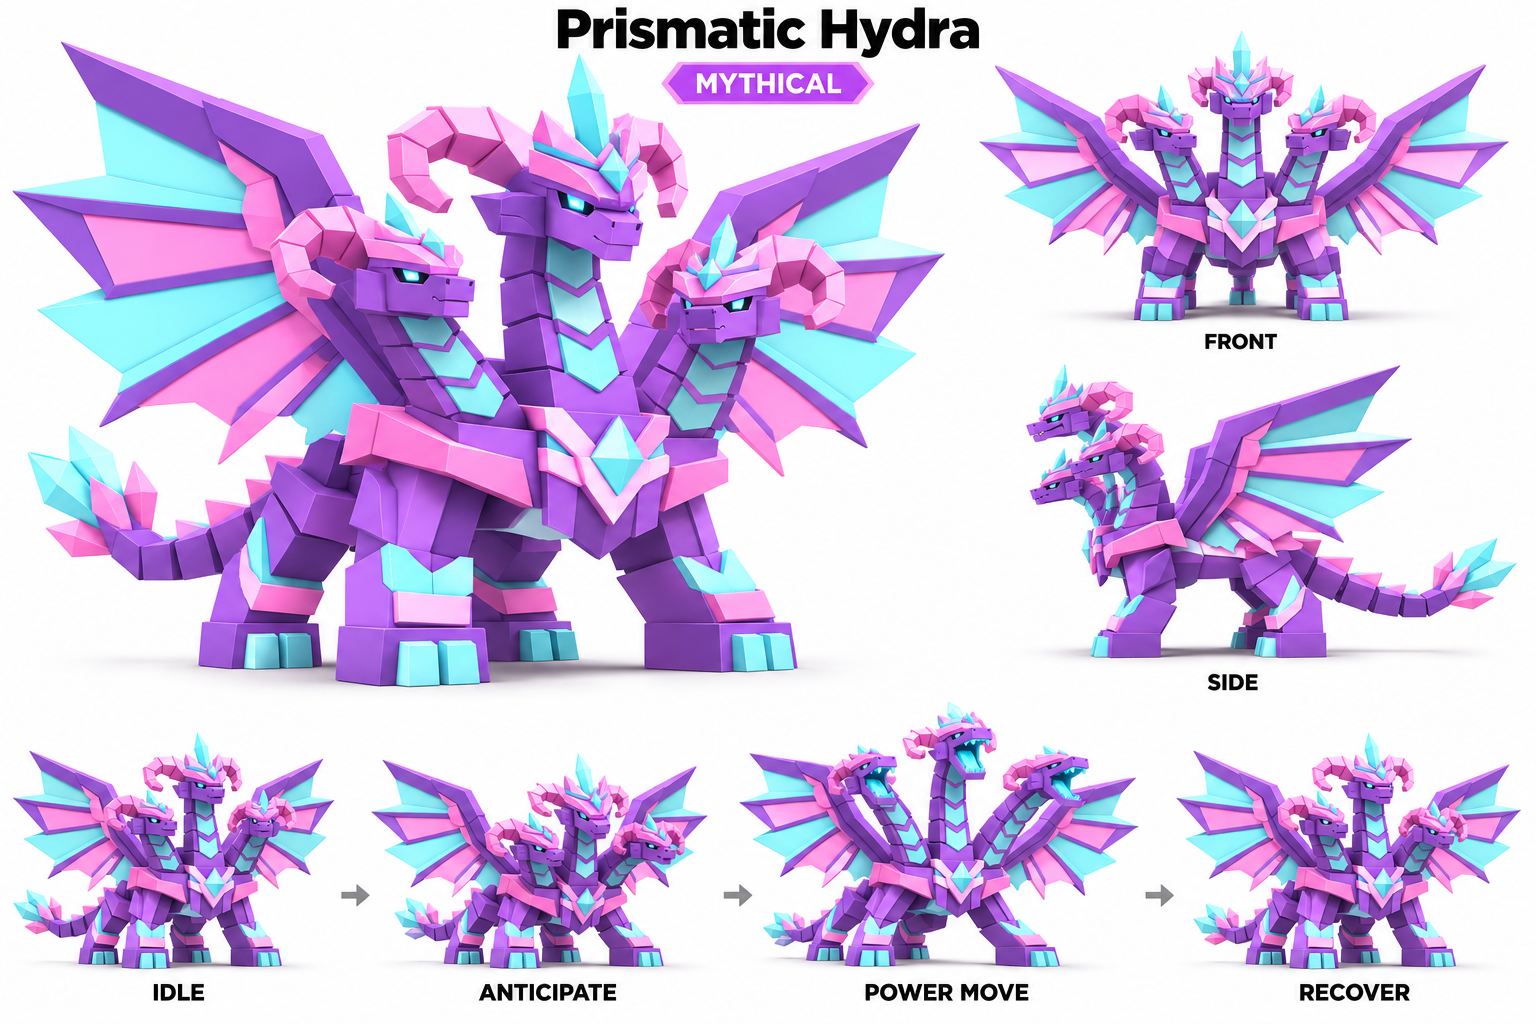 Prismatic Hydra
MYTHICAL
FRONT
SIDE
IDLE
ANTICIPATE
POWER MOVE
RECOVER